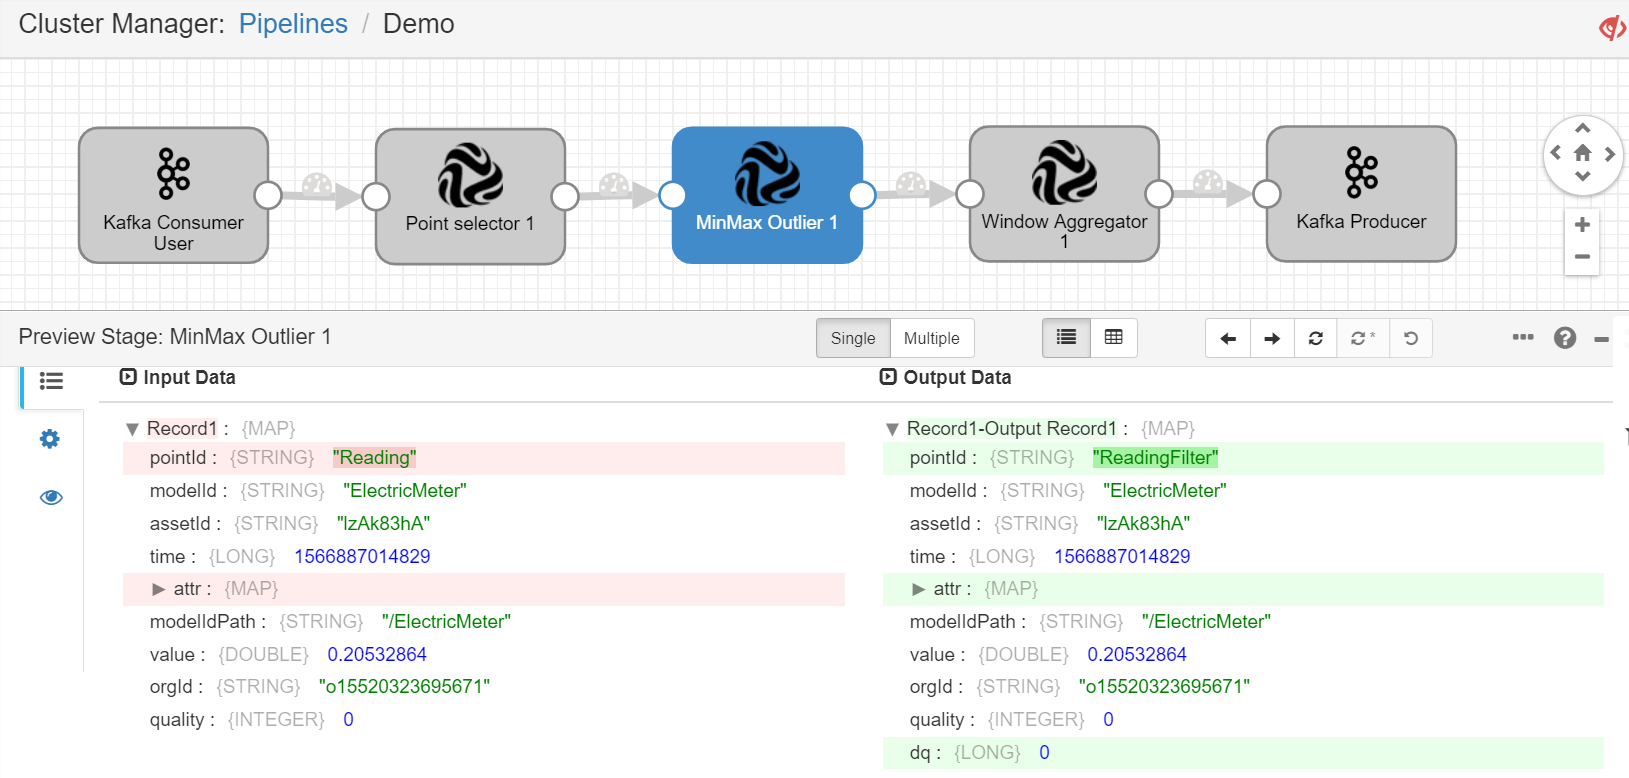 Cluster Manager: Pipelines / Demo
Kafka Consumer
User
Point selector 1
MinMax Outlier 1
Window Aggregator
1
Kafka Producer
Preview Stage: MinMax Outlier 1
Single
Multiple
Input Data
Record1 : {MAP}
pointId : {STRING} "Reading"
modelId : {STRING} "ElectricMeter"
assetId : {STRING} "lzAk83hA"
time : {LONG} 1566887014829
attr : {MAP}
modelIdPath : {STRING} "/ElectricMeter"
value : {DOUBLE} 0.20532864
orgId : {STRING} "o15520323695671"
quality : {INTEGER} 0
Output Data
Record1-Output Record1 : {MAP}
pointId : {STRING} "ReadingFilter"
modelId : {STRING} "ElectricMeter"
assetId : {STRING} "lzAk83hA"
time : {LONG} 1566887014829
attr : {MAP}
modelIdPath : {STRING} "/ElectricMeter"
value : {DOUBLE} 0.20532864
orgId : {STRING} "o15520323695671"
quality : {INTEGER} 0
dq : {LONG} 0